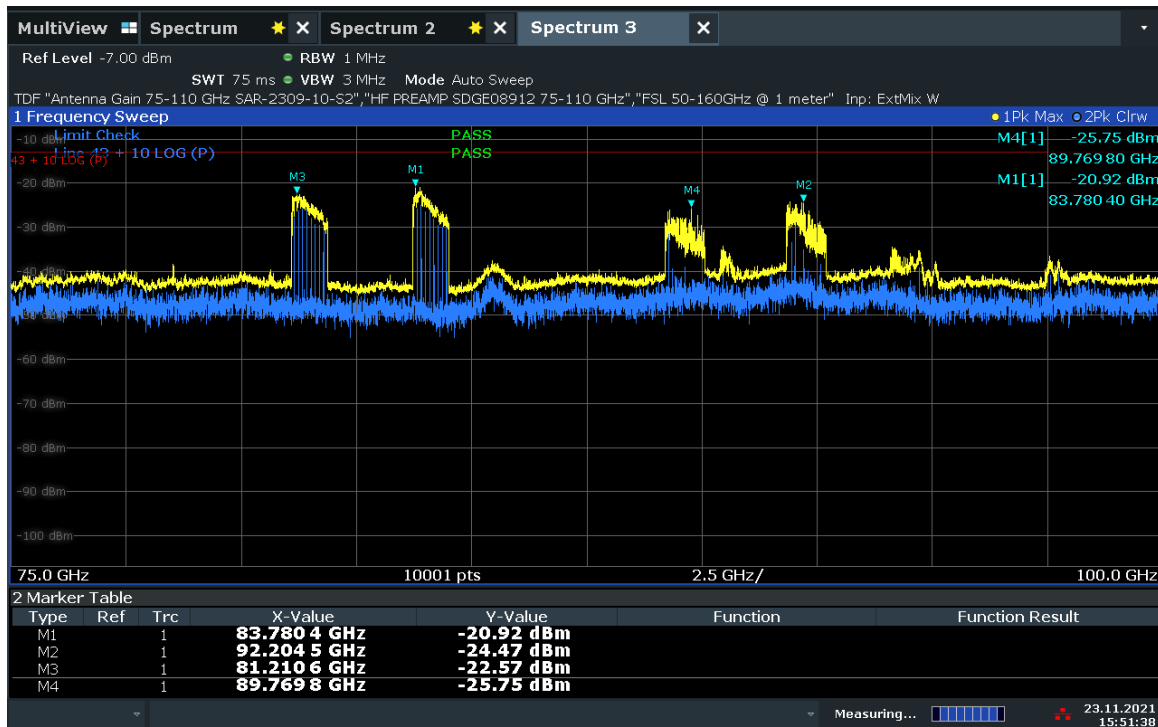 MultiView Spectrum Spectrum 2 Spectrum 3
Ref Level -7.00 dBm RBW 1 MHz
SWT 75 ms VBW 3 MHz Mode Auto Sweep
TDF "Antenna Gain 75-110 GHz SAR-2309-10-S2","HF PREAMP SDGE08912 75-110 GHz","FSL 50-160GHz @ 1 meter" Inp: ExtMix W
1 Frequency Sweep 1Pk Max 2Pk Clrw
-10 dBm Limit Check PASS M4[1] -25.75 dBm
Line 43 + 10 LOG (P) PASS 89.769 80 GHz
43 + 10 LOG (P)
M1[1] -20.92 dBm
83.780 40 GHz
M3 M1 M4 M2
-20 dBm
-30 dBm
-40 dBm
-50 dBm
-60 dBm
-70 dBm
-80 dBm
-90 dBm
-100 dBm
75.0 GHz 10001 pts 2.5 GHz/ 100.0 GHz
2 Marker Table
Type Ref Trc X-Value Y-Value Function Function Result
M1 1 83.780 4 GHz -20.92 dBm
M2 1 92.204 5 GHz -24.47 dBm
M3 1 81.210 6 GHz -22.57 dBm
M4 1 89.769 8 GHz -25.75 dBm
Measuring... 23.11.2021
15:51:38